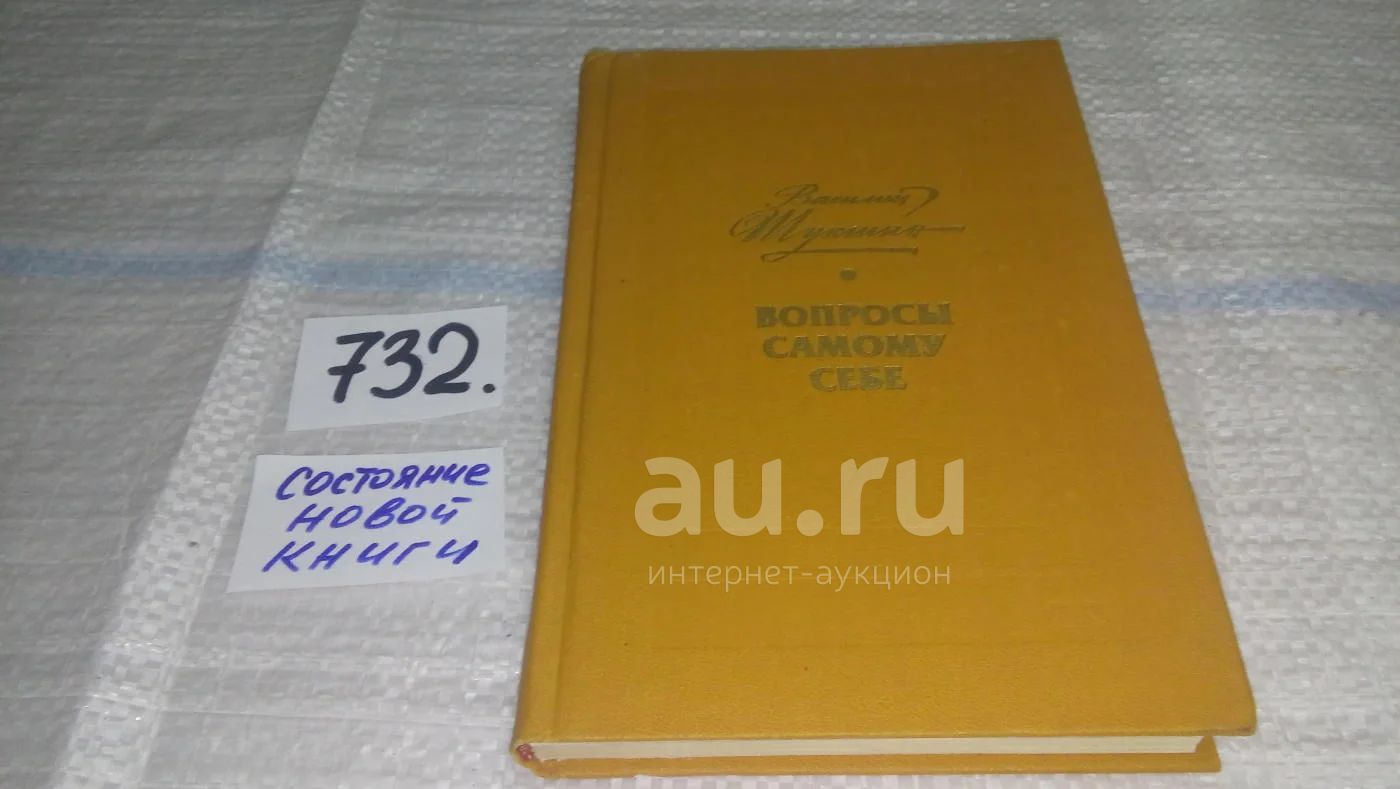 Василий
Шукшин
ВОПРОСЫ
САМОМУ
СЕБЕ
732.
СОСТОЯНИЕ
НОВОЙ
КНИГИ
au.ru
интернет-аукцион